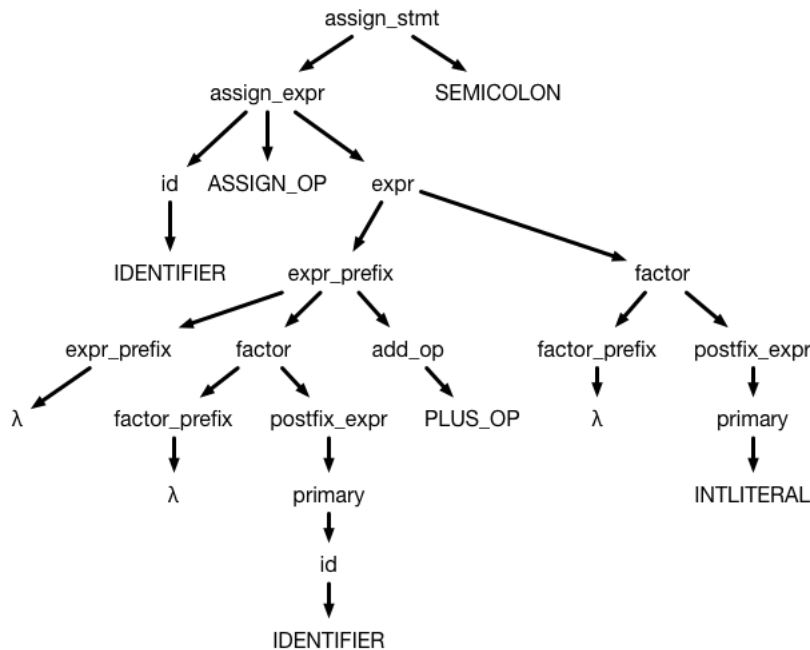 assign_stmt
assign_expr SEMICOLON
id ASSIGN_OP expr
IDENTIFIER expr_prefix factor
expr_prefix factor add_op factor_prefix postfix_expr
λ factor_prefix postfix_expr PLUS_OP λ primary
λ primary INTLITERAL
id
IDENTIFIER